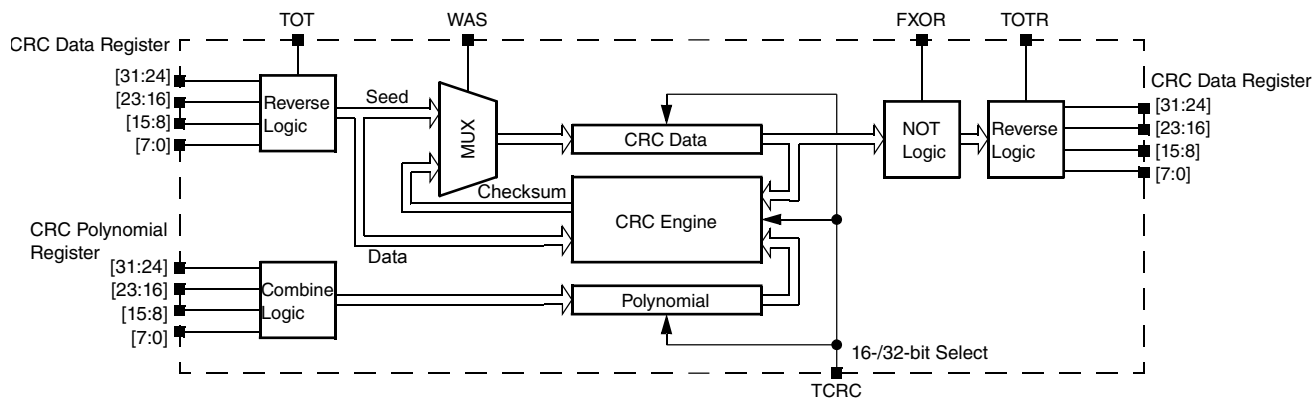 TOT
WAS
FXOR
TOTR
CRC Data Register
[31:24]
[23:16]
[15:8]
[7:0]
Reverse
Logic
Seed
MUX
CRC Data
NOT
Logic
Reverse
Logic
CRC Data Register
[31:24]
[23:16]
[15:8]
[7:0]
Checksum
CRC Engine
Data
CRC Polynomial
Register
[31:24]
[23:16]
[15:8]
[7:0]
Combine
Logic
Polynomial
16-/32-bit Select
TCRC